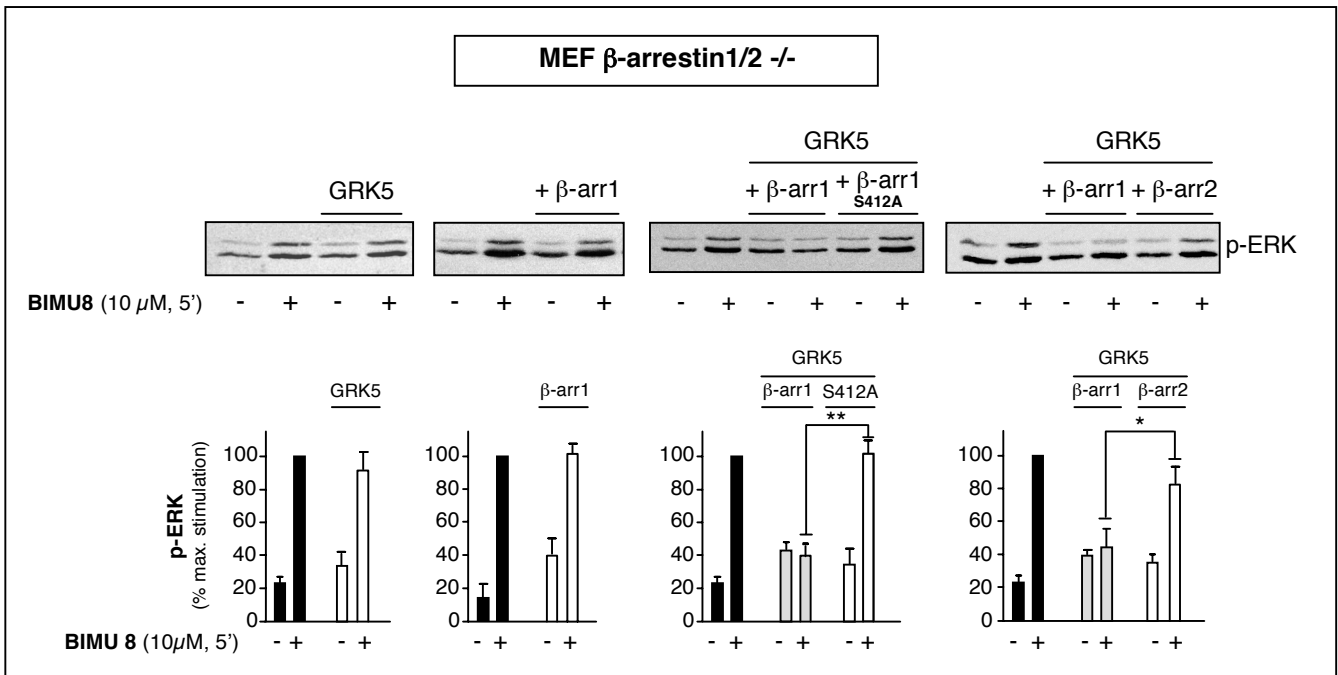 MEF β-arrestin1/2 -/-
GRK5 GRK5
GRK5 + β-arr1 + β-arr1 + β-arr1 S412A + β-arr1 + β-arr2
p-ERK
BIMU8 (10 µM, 5') - + - + - + - + - + - + - + - + - + - +
GRK5 GRK5
GRK5 β-arr1 β-arr1 S412A β-arr1 β-arr2
** *
p-ERK
(% max. stimulation)
100 100 100 100
80 80 80 80
60 60 60 60
40 40 40 40
20 20 20 20
0 0 0 0
BIMU 8 (10µM, 5') - + - + - + - + - + - + - + - + - + - +